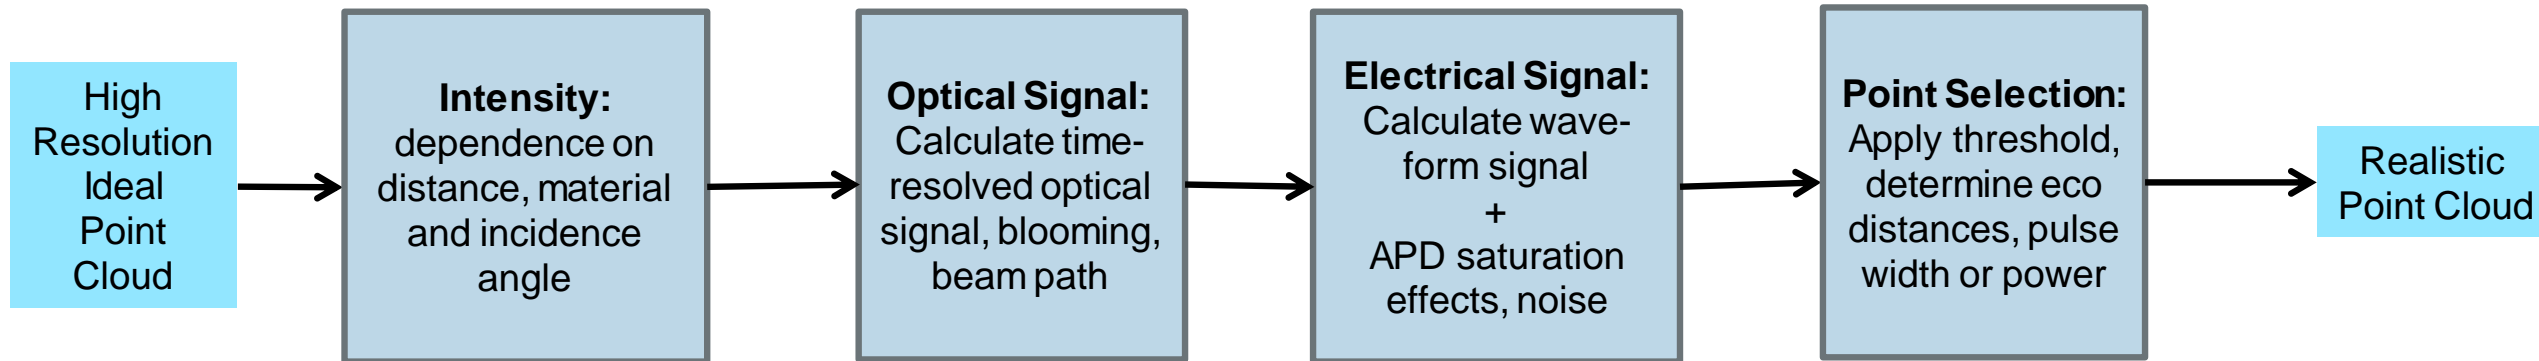 High
Resolution
Ideal
Point
Cloud
Intensity:
dependence on
distance, material
and incidence
angle
Optical Signal:
Calculate time-
resolved optical
signal, blooming,
beam path
Electrical Signal:
Calculate wave-
form signal
+
APD saturation
effects, noise
Point Selection:
Apply threshold,
determine eco
distances, pulse
width or power
Realistic
Point Cloud